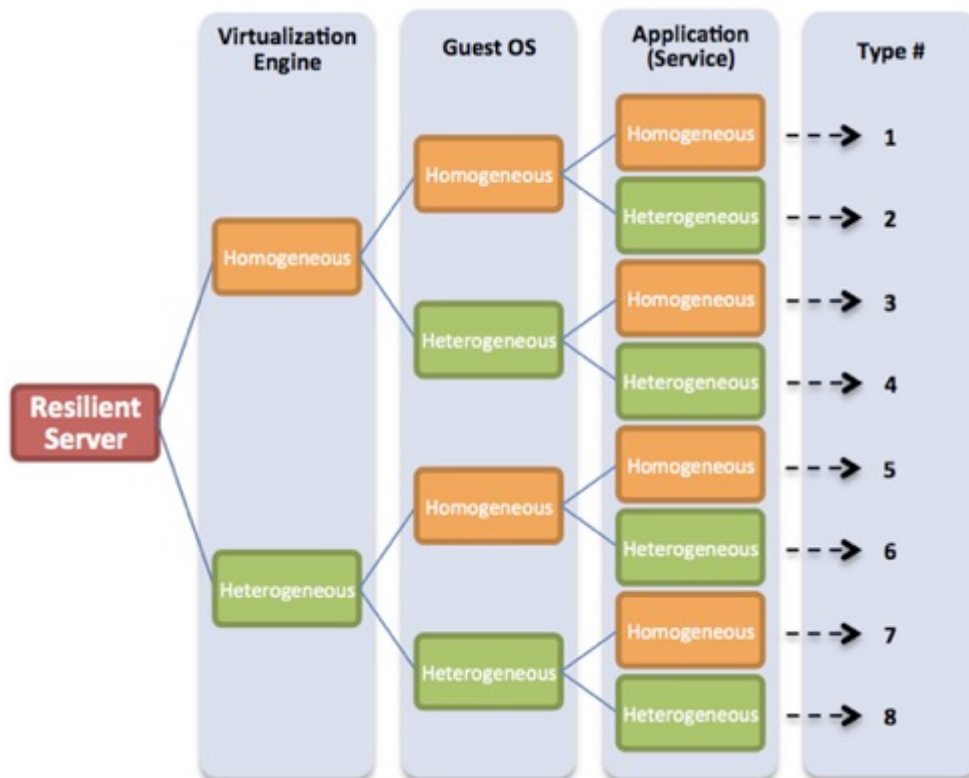 Virtualization
Engine
Guest OS
Application
(Service)
Type #
Homogeneous
1
Homogeneous
Heterogeneous
2
Homogeneous
Homogeneous
3
Heterogeneous
Heterogeneous
4
Resilient
Server
Homogeneous
5
Homogeneous
Heterogeneous
6
Heterogeneous
Homogeneous
7
Heterogeneous
Heterogeneous
8